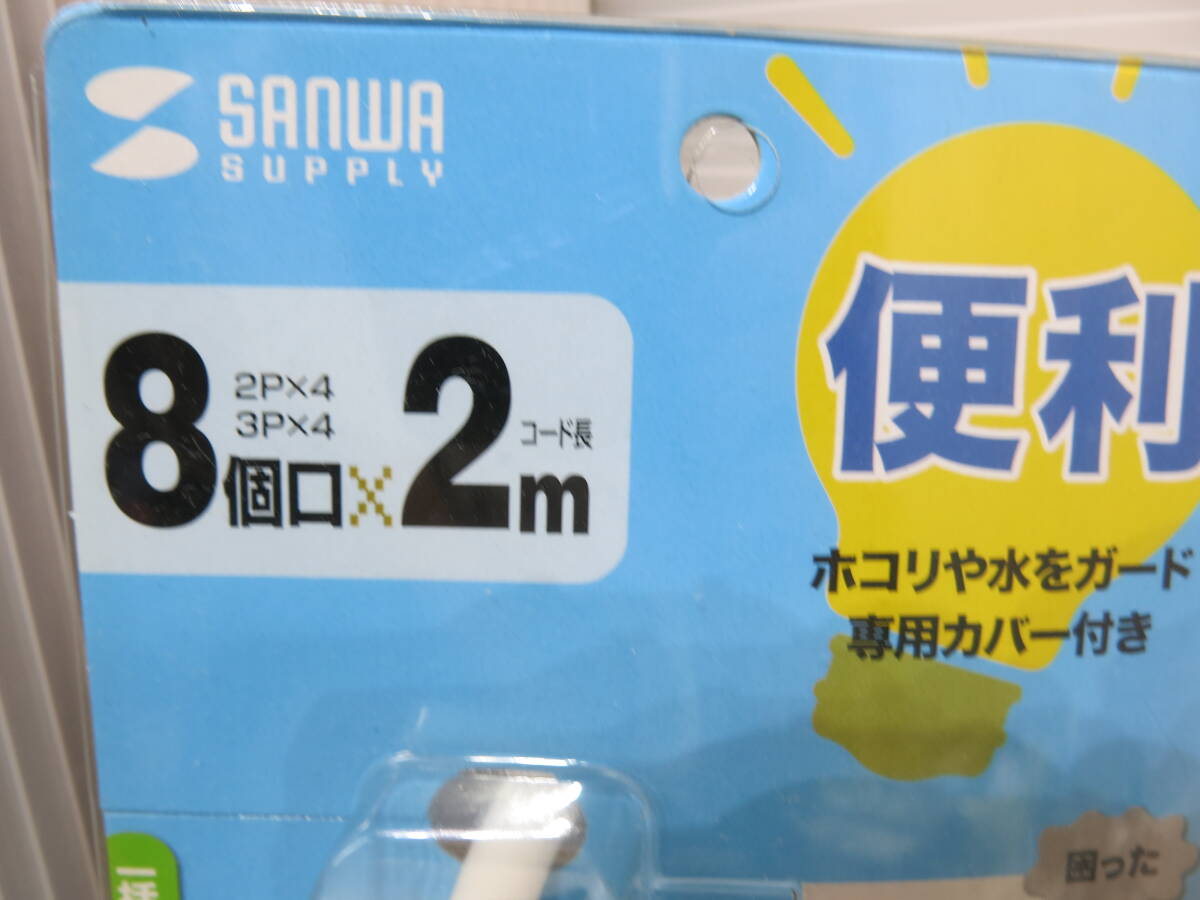 SANWA
SUPPLY
8個口×2m
2P×4
3P×4
コード長
便利
ホコリや水をガード
専用カバー付き
困った